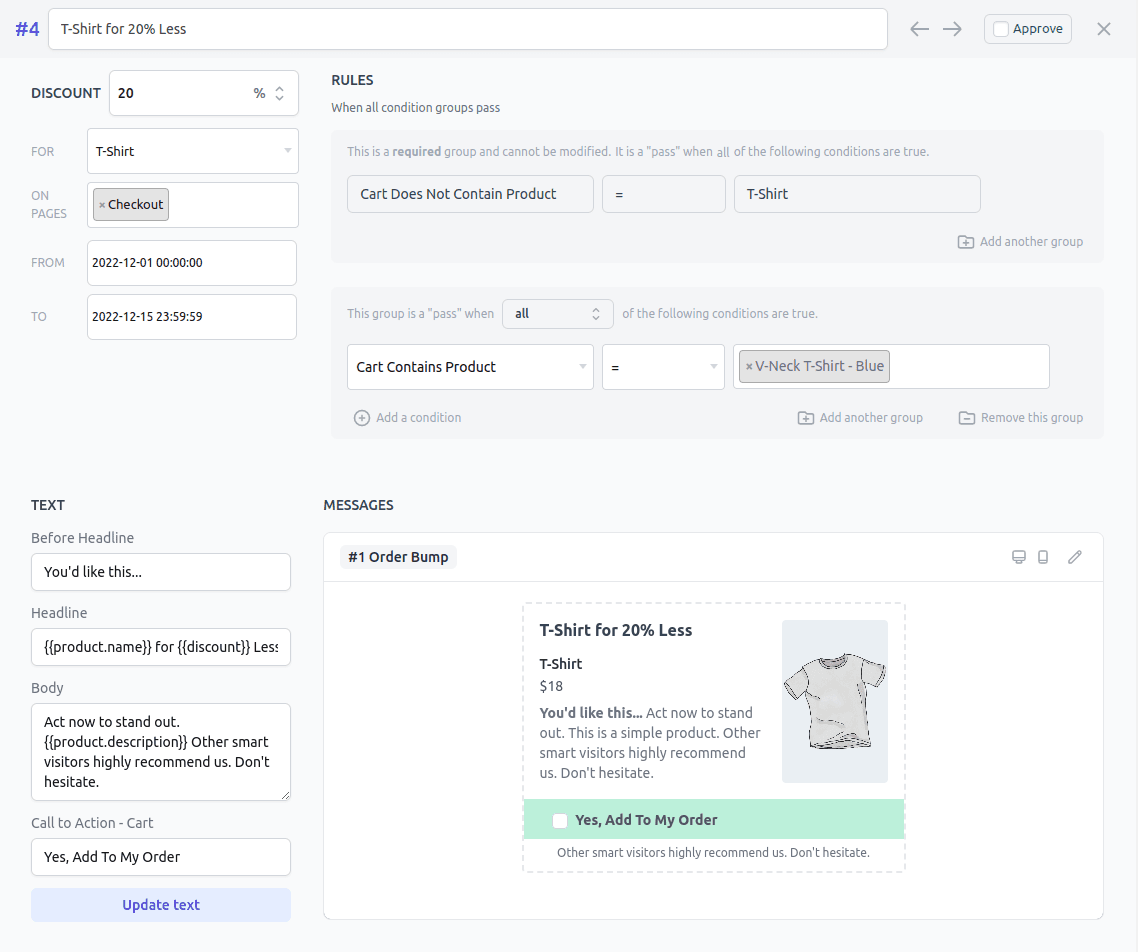 #4 T-Shirt for 20% Less Approve
DISCOUNT 20 %
FOR T-Shirt
ON PAGES × Checkout
FROM 2022-12-01 00:00:00
TO 2022-12-15 23:59:59
RULES
When all condition groups pass
This is a required group and cannot be modified. It is a "pass" when all of the following conditions are true.
Cart Does Not Contain Product = T-Shirt
Add another group
This group is a "pass" when all of the following conditions are true.
Cart Contains Product = × V-Neck T-Shirt - Blue
Add a condition Add another group Remove this group
TEXT
Before Headline
You'd like this...
Headline
{{product.name}} for {{discount}} Less
Body
Act now to stand out.
{{product.description}} Other smart
visitors highly recommend us. Don't
hesitate.
Call to Action - Cart
Yes, Add To My Order
Update text
MESSAGES
#1 Order Bump
T-Shirt for 20% Less
T-Shirt
$18
You'd like this... Act now to stand
out. This is a simple product. Other
smart visitors highly recommend
us. Don't hesitate.
Yes, Add To My Order
Other smart visitors highly recommend us. Don't hesitate.